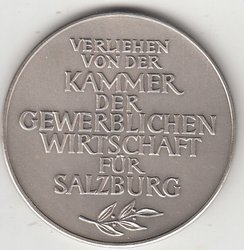 VERLIEHEN
VON DER
KAMMER
DER
GEWERBLICHEN
WIRTSCHAFT
FÜR
SALZBURG